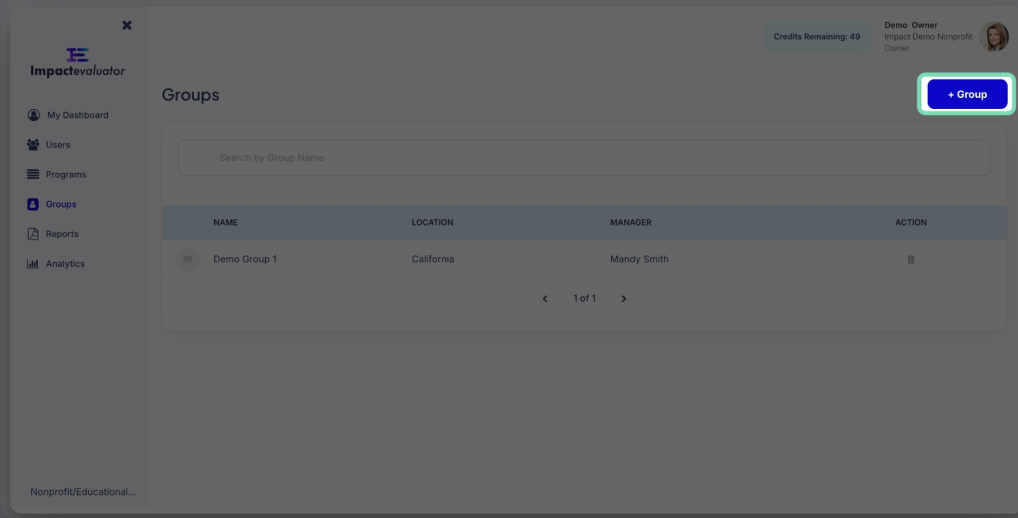 Credits Remaining: 49
Demo Owner
Impact Demo Nonprofit
Owner
IE
Impactevaluator
Groups
+ Group
My Dashboard
Users
Programs
Groups
Reports
Analytics
Search by Group Name
NAME LOCATION MANAGER ACTION
Demo Group 1 California Mandy Smith
1 of 1
Nonprofit/Educational...